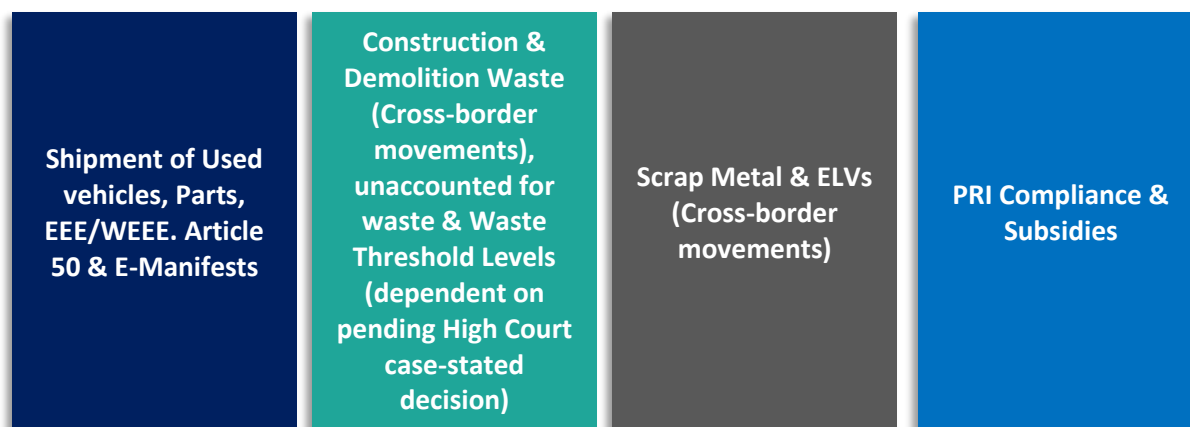 Shipment of Used
vehicles, Parts,
EEE/WEEE. Article
50 & E-Manifests
Construction &
Demolition Waste
(Cross-border
movements),
unaccounted for
waste & Waste
Threshold Levels
(dependent on
pending High Court
case-stated
decision)
Scrap Metal & ELVs
(Cross-border
movements)
PRI Compliance &
Subsidies